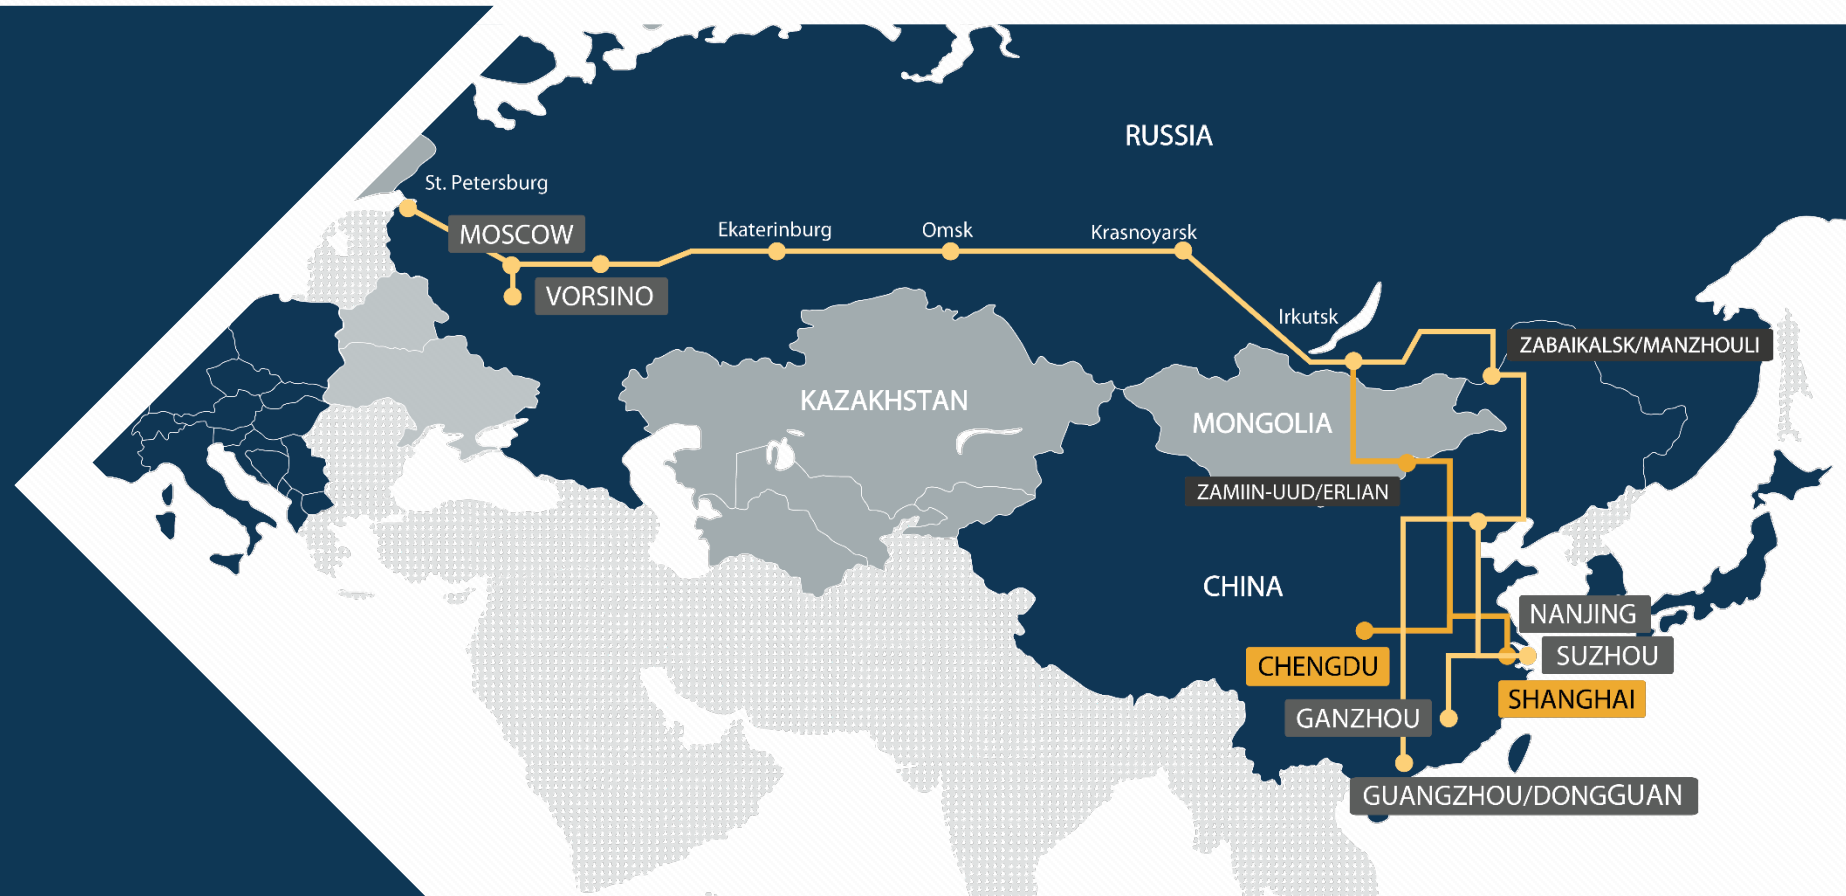 RUSSIA
St. Petersburg
MOSCOW
Ekaterinburg
Omsk
Krasnoyarsk
VORSINO
Irkutsk
ZABAIKALSK/MANZHOULI
KAZAKHSTAN
MONGOLIA
ZAMIIN-UUD/ERLIAN
CHINA
NANJING
SUZHOU
CHENGDU
SHANGHAI
GANZHOU
GUANGZHOU/DONGGUAN